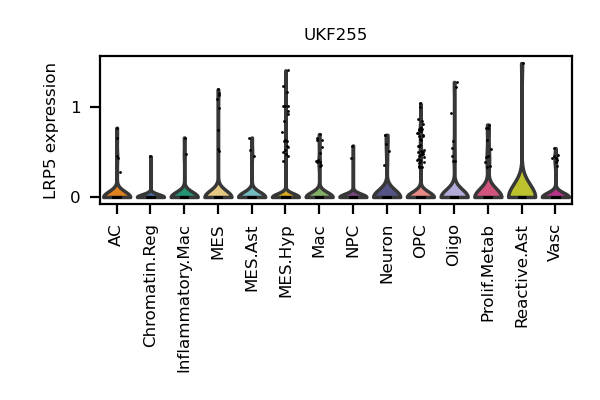 UKF255
LRP5 expression
1
0
AC
Chromatin.Reg
Inflammatory.Mac
MES
MES.Ast
MES.Hyp
Mac
NPC
Neuron
OPC
Oligo
Prolif.Metab
Reactive.Ast
Vasc